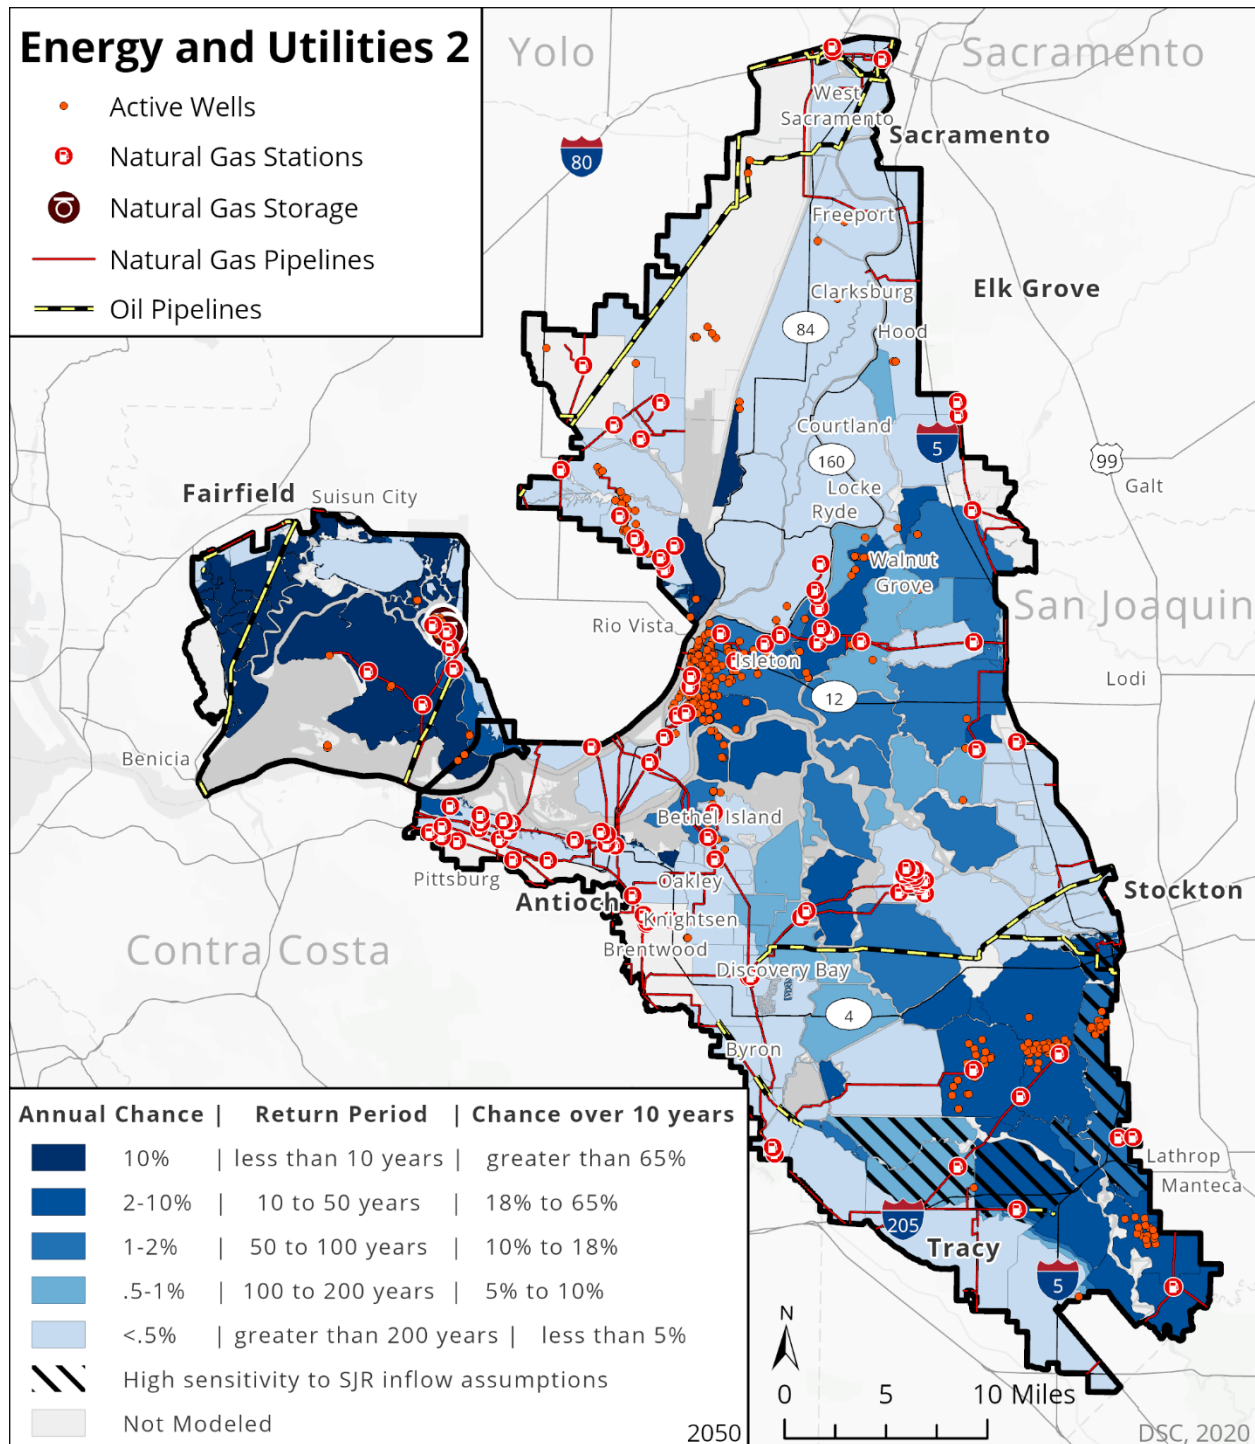 Energy and Utilities 2
Active Wells
Natural Gas Stations
Natural Gas Storage
Natural Gas Pipelines
Oil Pipelines
Yolo
Sacramento
80
West
Sacramento
Sacramento
Freeport
Elk Grove
Clarksburg
84
Hood
Courtland
5
160
99
Locke
Galt
Fairfield
Suisun City
Ryde
Walnut
Grove
San Joaquin
Rio Vista
Isleton
Lodi
12
Benicia
Bethel Island
Pittsburg
Oakley
Antioch
Stockton
Knightsen
Contra Costa
Brentwood
Discovery Bay
4
Byron
Annual Chance | Return Period | Chance over 10 years
10% | less than 10 years | greater than 65%
2-10% | 10 to 50 years | 18% to 65%
1-2% | 50 to 100 years | 10% to 18%
.5-1% | 100 to 200 years | 5% to 10%
<.5% | greater than 200 years | less than 5%
High sensitivity to SJR inflow assumptions
Not Modeled
Lathrop
Manteca
205
Tracy
5
N
0 5 10 Miles
2050
DSC, 2020